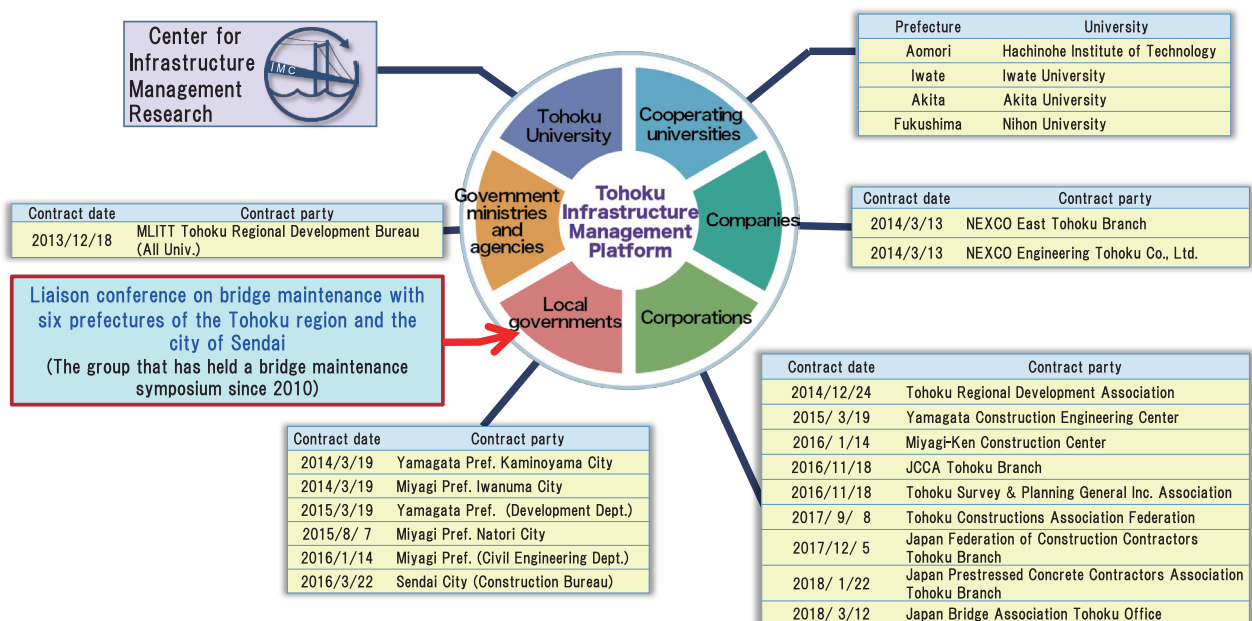 Center for
Infrastructure
Management
Research
IMC
Tohoku
University
Cooperating
universities
Government
ministries
and
agencies
Tohoku
Infrastructure
Management
Platform
Companies
Local
governments
Corporations
Prefecture University
Aomori Hachinohe Institute of Technology
Iwate Iwate University
Akita Akita University
Fukushima Nihon University
Contract date Contract party
2013/12/18 MLITT Tohoku Regional Development Bureau
(All Univ.)
Contract date Contract party
2014/3/13 NEXCO East Tohoku Branch
2014/3/13 NEXCO Engineering Tohoku Co., Ltd.
Liaison conference on bridge maintenance with
six prefectures of the Tohoku region and the
city of Sendai
(The group that has held a bridge maintenance
symposium since 2010)
Contract date Contract party
2014/3/19 Yamagata Pref. Kaminoyama City
2014/3/19 Miyagi Pref. Iwanuma City
2015/3/19 Yamagata Pref. (Development Dept.)
2015/8/ 7 Miyagi Pref. Natori City
2016/1/14 Miyagi Pref. (Civil Engineering Dept.)
2016/3/22 Sendai City (Construction Bureau)
Contract date Contract party
2014/12/24 Tohoku Regional Development Association
2015/ 3/19 Yamagata Construction Engineering Center
2016/ 1/14 Miyagi-Ken Construction Center
2016/11/18 JCCA Tohoku Branch
2016/11/18 Tohoku Survey & Planning General Inc. Association
2017/ 9/ 8 Tohoku Constructions Association Federation
2017/12/ 5 Japan Federation of Construction Contractors
Tohoku Branch
2018/ 1/22 Japan Prestressed Concrete Contractors Association
Tohoku Branch
2018/ 3/12 Japan Bridge Association Tohoku Office